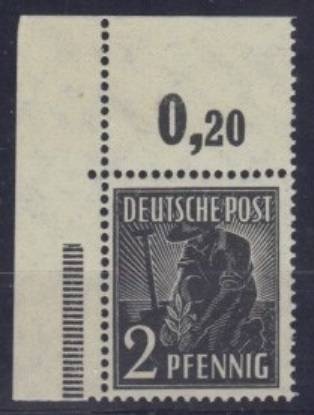 0,20
DEUTSCHE POST
2 PFENNIG